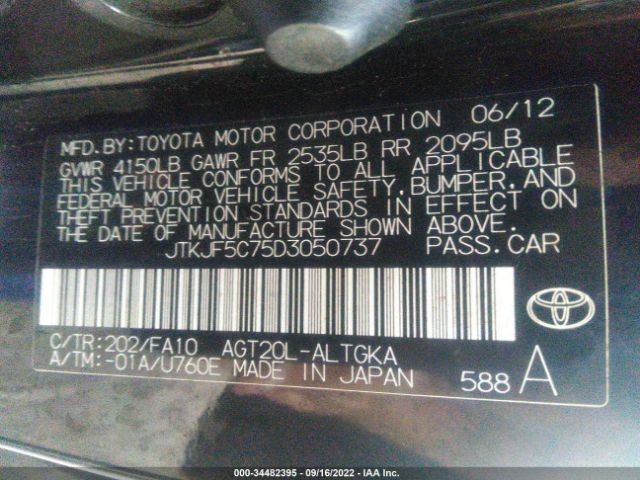 MFD. BY: TOYOTA MOTOR CORPORATION 06/12
GVWR 4150LB GAWR FR 2535LB RR 2095LB
THIS VEHICLE CONFORMS TO ALL APPLICABLE
FEDERAL MOTOR VEHICLE SAFETY, BUMPER, AND
THEFT PREVENTION STANDARDS IN EFFECT ON
THE DATE OF MANUFACTURE SHOWN ABOVE.
JTKJF5C75D3050737 PASS. CAR
C/TR: 202/FA10 AGT20L-ALTGKA
A/TM: -01A/U760E MADE IN JAPAN 588 A
000-34482395 - 09/16/2022 - IAA Inc.